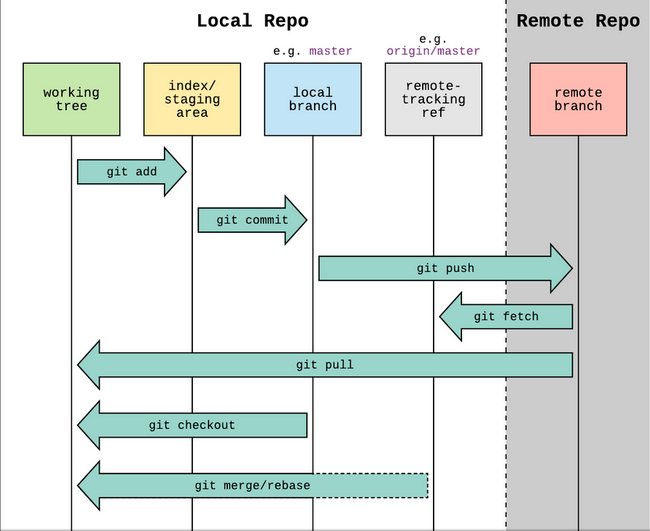 Local Repo
Remote Repo
e.g. master
e.g.
origin/master
working
tree
index/
staging
area
local
branch
remote-
tracking
ref
remote
branch
git add
git commit
git push
git fetch
git pull
git checkout
git merge/rebase